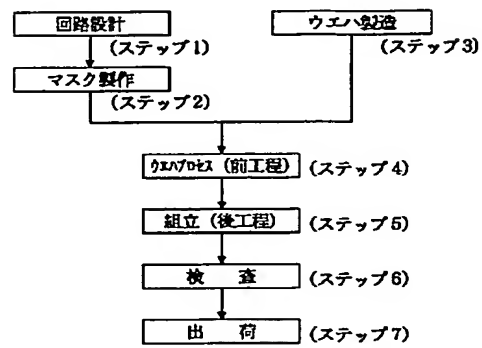 回路設計
(ステップ1)
ウエハ製造
(ステップ3)
マスク製作
(ステップ2)
ウエハプロセス (前工程)
(ステップ4)
組立 (後工程)
(ステップ5)
検 査
(ステップ6)
出 荷
(ステップ7)